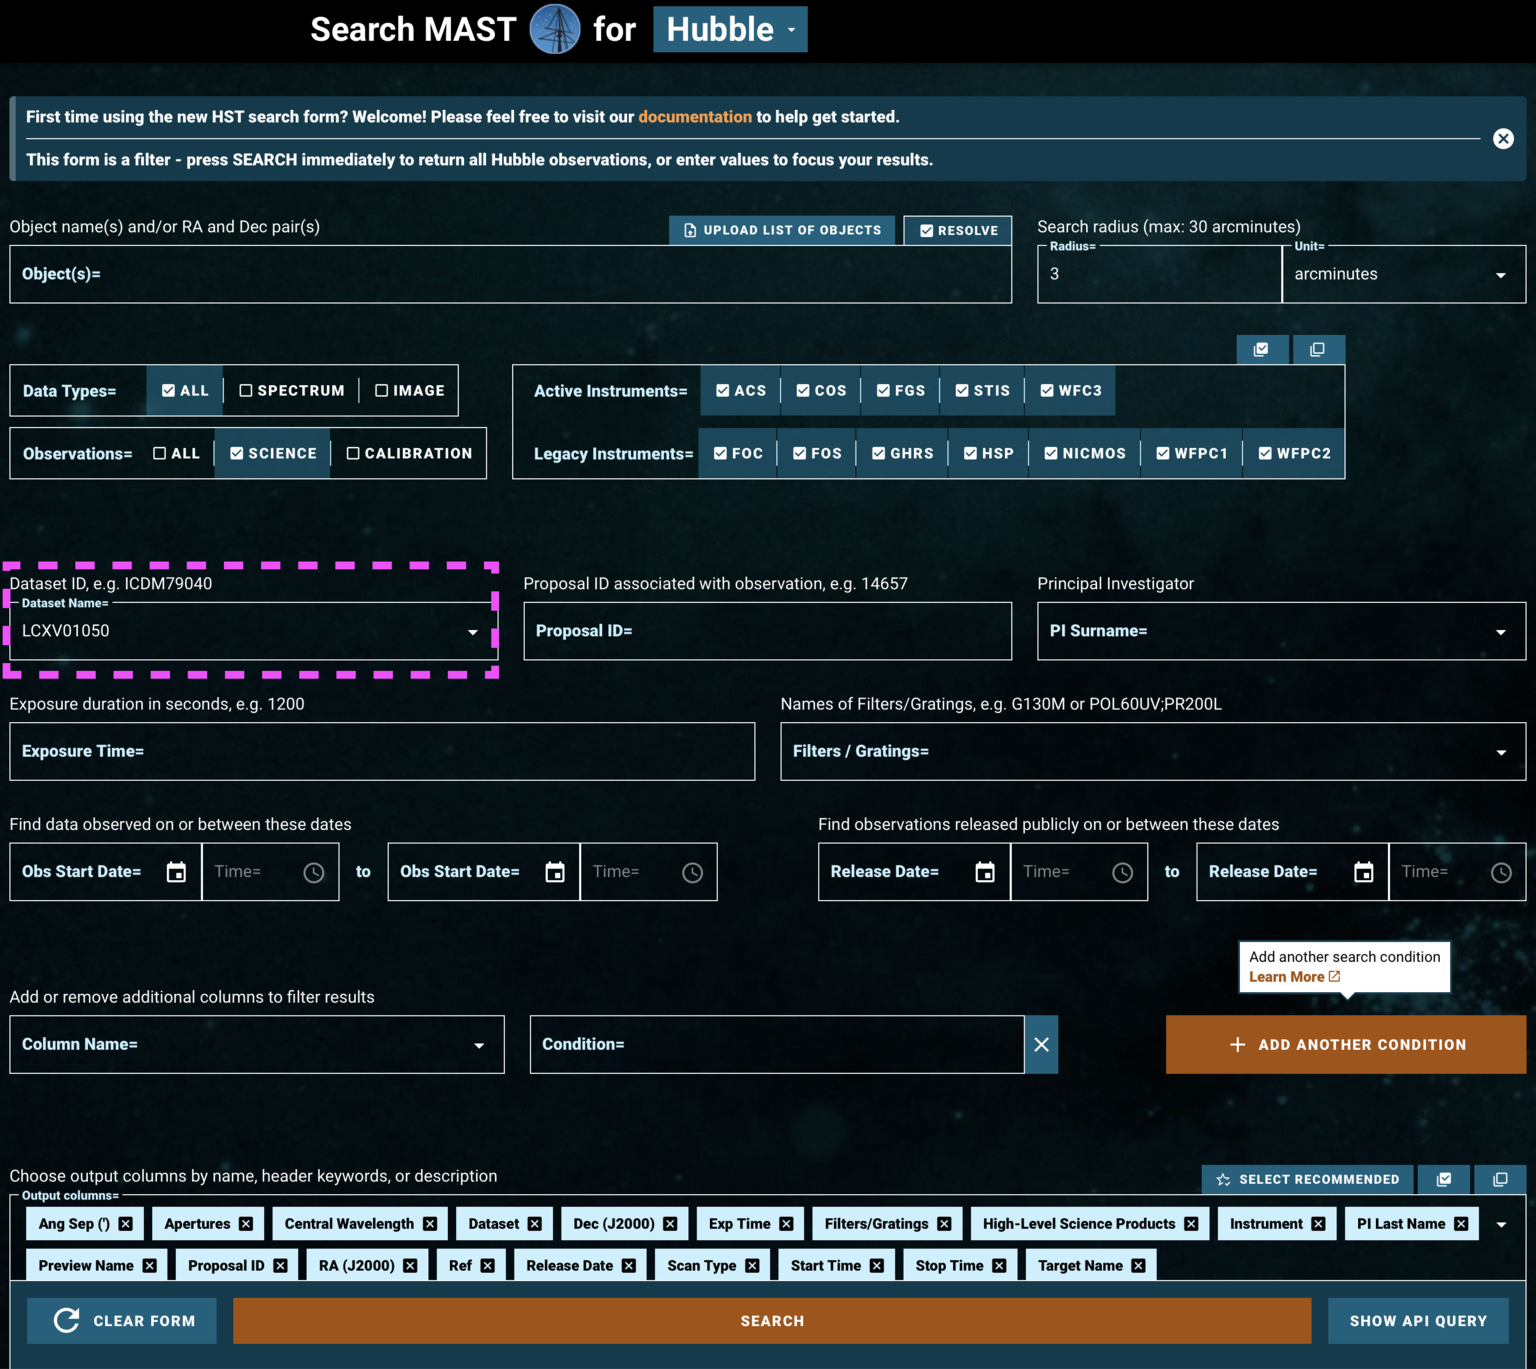 Search MAST for Hubble
First time using the new HST search form? Welcome! Please feel free to visit our documentation to help get started.
This form is a filter - press SEARCH immediately to return all Hubble observations, or enter values to focus your results.
Object name(s) and/or RA and Dec pair(s)
UPLOAD LIST OF OBJECTS
RESOLVE
Object(s)=
Search radius (max: 30 arcminutes)
Radius=
3
Unit=
arcminutes
Data Types= ALL SPECTRUM IMAGE
Observations= ALL SCIENCE CALIBRATION
Active Instruments= ACS COS FGS STIS WFC3
Legacy Instruments= FOC FOS GHRS HSP NICMOS WFPC1 WFPC2
Dataset ID, e.g. ICDM79040
Dataset Name=
LCXV01050
Proposal ID associated with observation, e.g. 14657
Proposal ID=
Principal Investigator
PI Surname=
Exposure duration in seconds, e.g. 1200
Exposure Time=
Names of Filters/Gratings, e.g. G130M or POL60UV;PR200L
Filters / Gratings=
Find data observed on or between these dates
Obs Start Date= Time= to Obs Start Date= Time=
Find observations released publicly on or between these dates
Release Date= Time= to Release Date= Time=
Add another search condition
Learn More
Add or remove additional columns to filter results
Column Name=
Condition=
ADD ANOTHER CONDITION
Choose output columns by name, header keywords, or description
SELECT RECOMMENDED
Output columns=
Ang Sep (') Apertures Central Wavelength Dataset Dec (J2000) Exp Time Filters/Gratings High-Level Science Products Instrument PI Last Name
Preview Name Proposal ID RA (J2000) Ref Release Date Scan Type Start Time Stop Time Target Name
CLEAR FORM
SEARCH
SHOW API QUERY